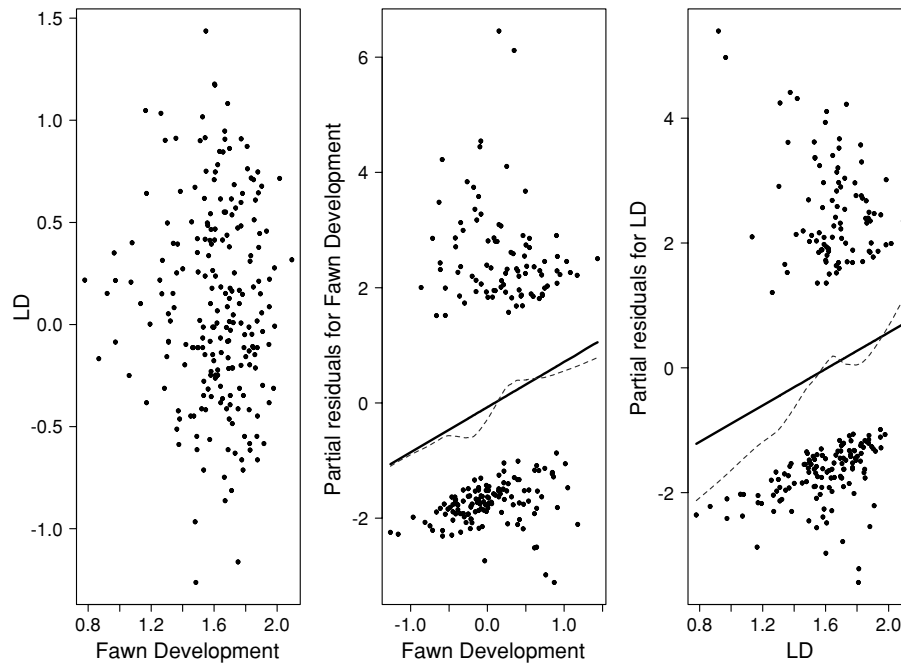 LD
1.5
1.0
0.5
0.0
-0.5
-1.0
0.8 1.2 1.6 2.0
Fawn Development
Partial residuals for Fawn Development
6
4
2
0
-2
-1.0 0.0 1.0
Fawn Development
Partial residuals for LD
4
2
0
-2
0.8 1.2 1.6 2.0
LD